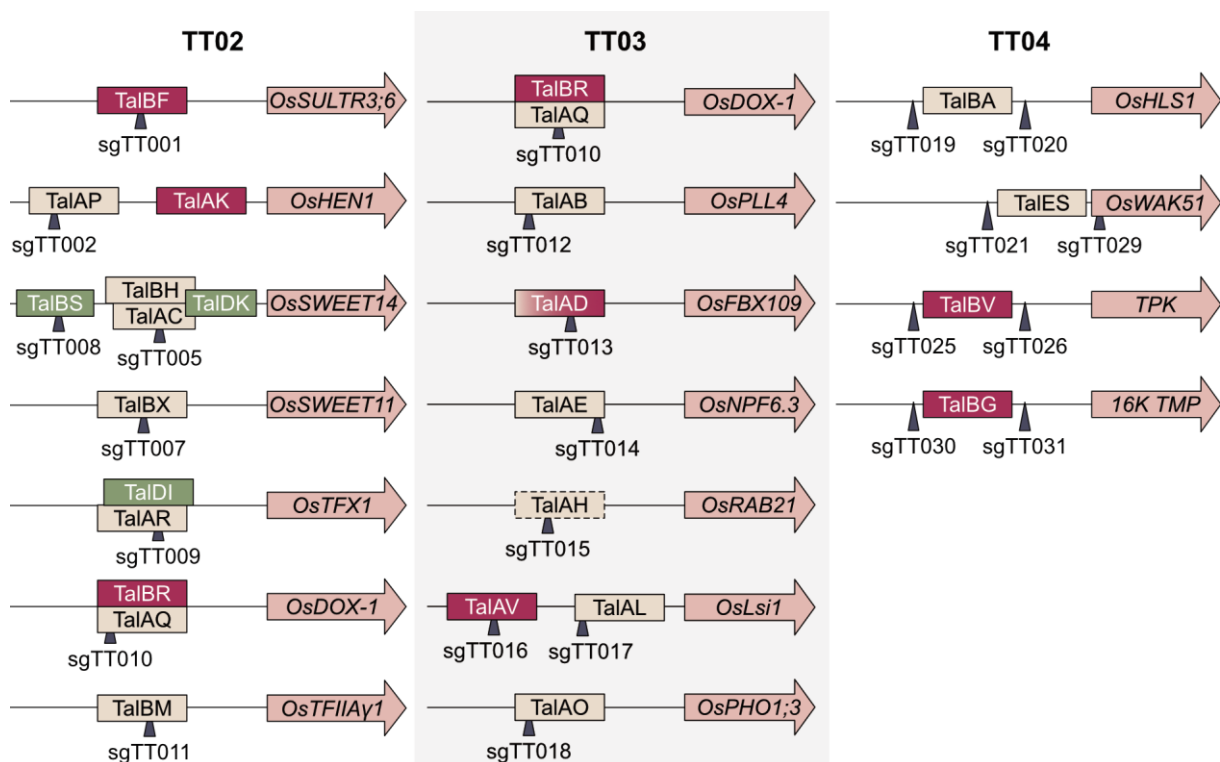 TT02
TalBF
OsSULTR3;6
sgTT001
TalAP
TalAK
OsHEN1
sgTT002
TalBS
TalBH
TalAC
TalDK
OsSWEET14
sgTT008
sgTT005
TalBX
OsSWEET11
sgTT007
TalDI
TalAR
OsTFX1
sgTT009
TalBR
TalAQ
OsDOX-1
sgTT010
TalBM
OsTFIIAγ1
sgTT011
TT03
TalBR
TalAQ
OsDOX-1
sgTT010
TalAB
OsPLL4
sgTT012
TalAD
OsFBX109
sgTT013
TalAE
OsNPF6.3
sgTT014
TalAH
OsRAB21
sgTT015
TalAV
TalAL
OsLsi1
sgTT016
sgTT017
TalAO
OsPHO1;3
sgTT018
TT04
TalBA
OsHLS1
sgTT019
sgTT020
TalES
OsWAK51
sgTT021
sgTT029
TalBV
TPK
sgTT025
sgTT026
TalBG
16K TMP
sgTT030
sgTT031